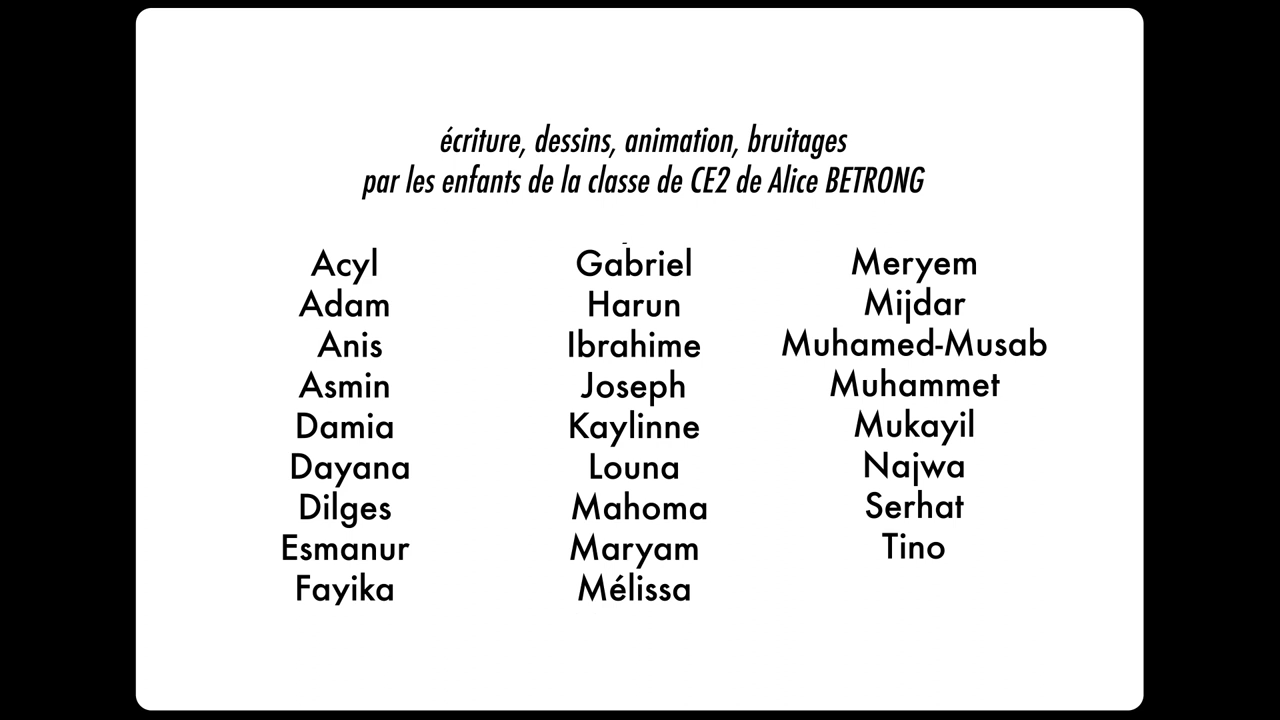 écriture, dessins, animation, bruitages
par les enfants de la classe de CE2 de Alice BETRONG
Acyl
Adam
Anis
Asmin
Damia
Dayana
Dilges
Esmanur
Fayika
Gabriel
Harun
Ibrahime
Joseph
Kaylinne
Louna
Mahoma
Maryam
Mélissa
Meryem
Mijdar
Muhamed-Musab
Muhammet
Mukayil
Najwa
Serhat
Tino